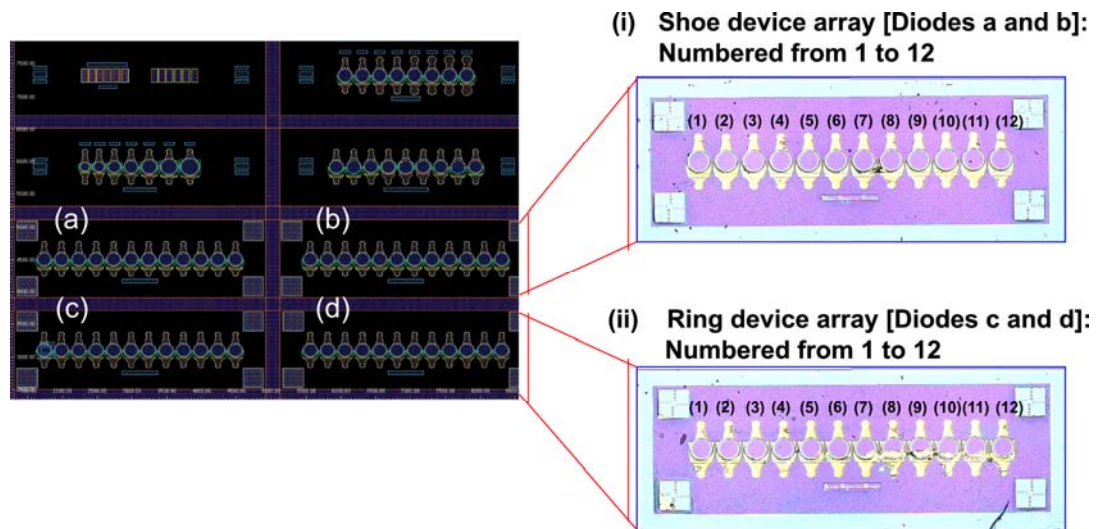 (i) Shoe device array [Diodes a and b]:
Numbered from 1 to 12
(1) (2) (3) (4) (5) (6) (7) (8) (9) (10) (11) (12)
(a) (b)
(c) (d)
(ii) Ring device array [Diodes c and d]:
Numbered from 1 to 12
(1) (2) (3) (4) (5) (6) (7) (8) (9) (10) (11) (12)